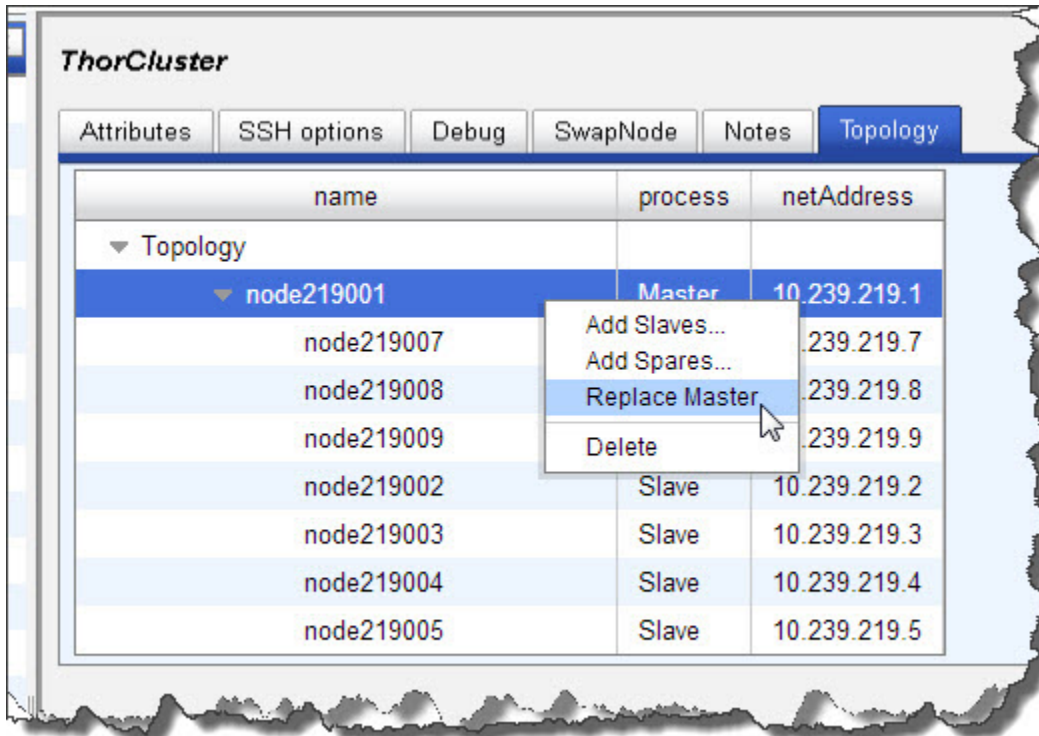 ThorCluster
Attributes SSH options Debug SwapNode Notes Topology
name process netAddress
Topology
node219001 Master 10.239.219.1
Add Slaves...
node219007 .239.219.7
Add Spares...
node219008 .239.219.8
Replace Master
node219009 .239.219.9
Delete
node219002 Slave 10.239.219.2
node219003 Slave 10.239.219.3
node219004 Slave 10.239.219.4
node219005 Slave 10.239.219.5